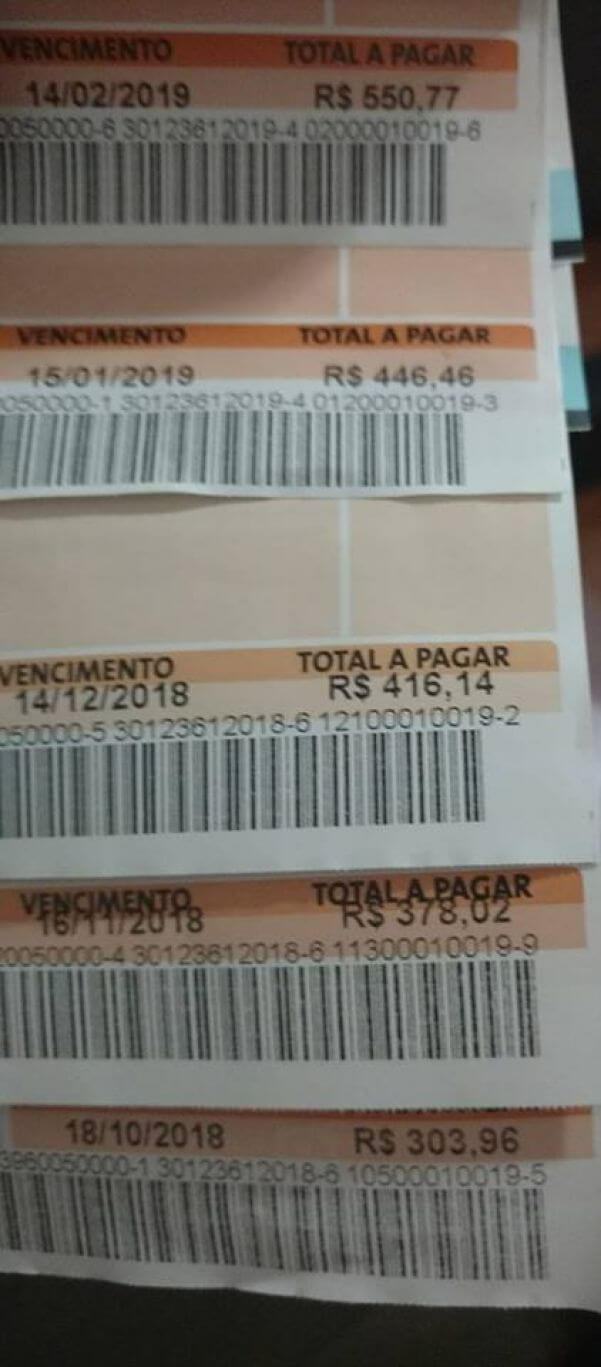 VENCIMENTO TOTAL A PAGAR
14/02/2019 R$ 550,77
0050000-6 30123612019-4 02000010019-6
VENCIMENTO TOTAL A PAGAR
15/01/2019 R$ 446,46
050000-1 30123612019-4 01200010019-3
VENCIMENTO TOTAL A PAGAR
14/12/2018 R$ 416,14
050000-5 30123612018-6 12100010019-2
VENCIMENTO TOTAL A PAGAR
16/11/2018 R$ 378,02
20050000-4 30123612018-6 11300010019-9
18/10/2018 R$ 303,96
3960050000-1 30123612018-6 10500010019-5